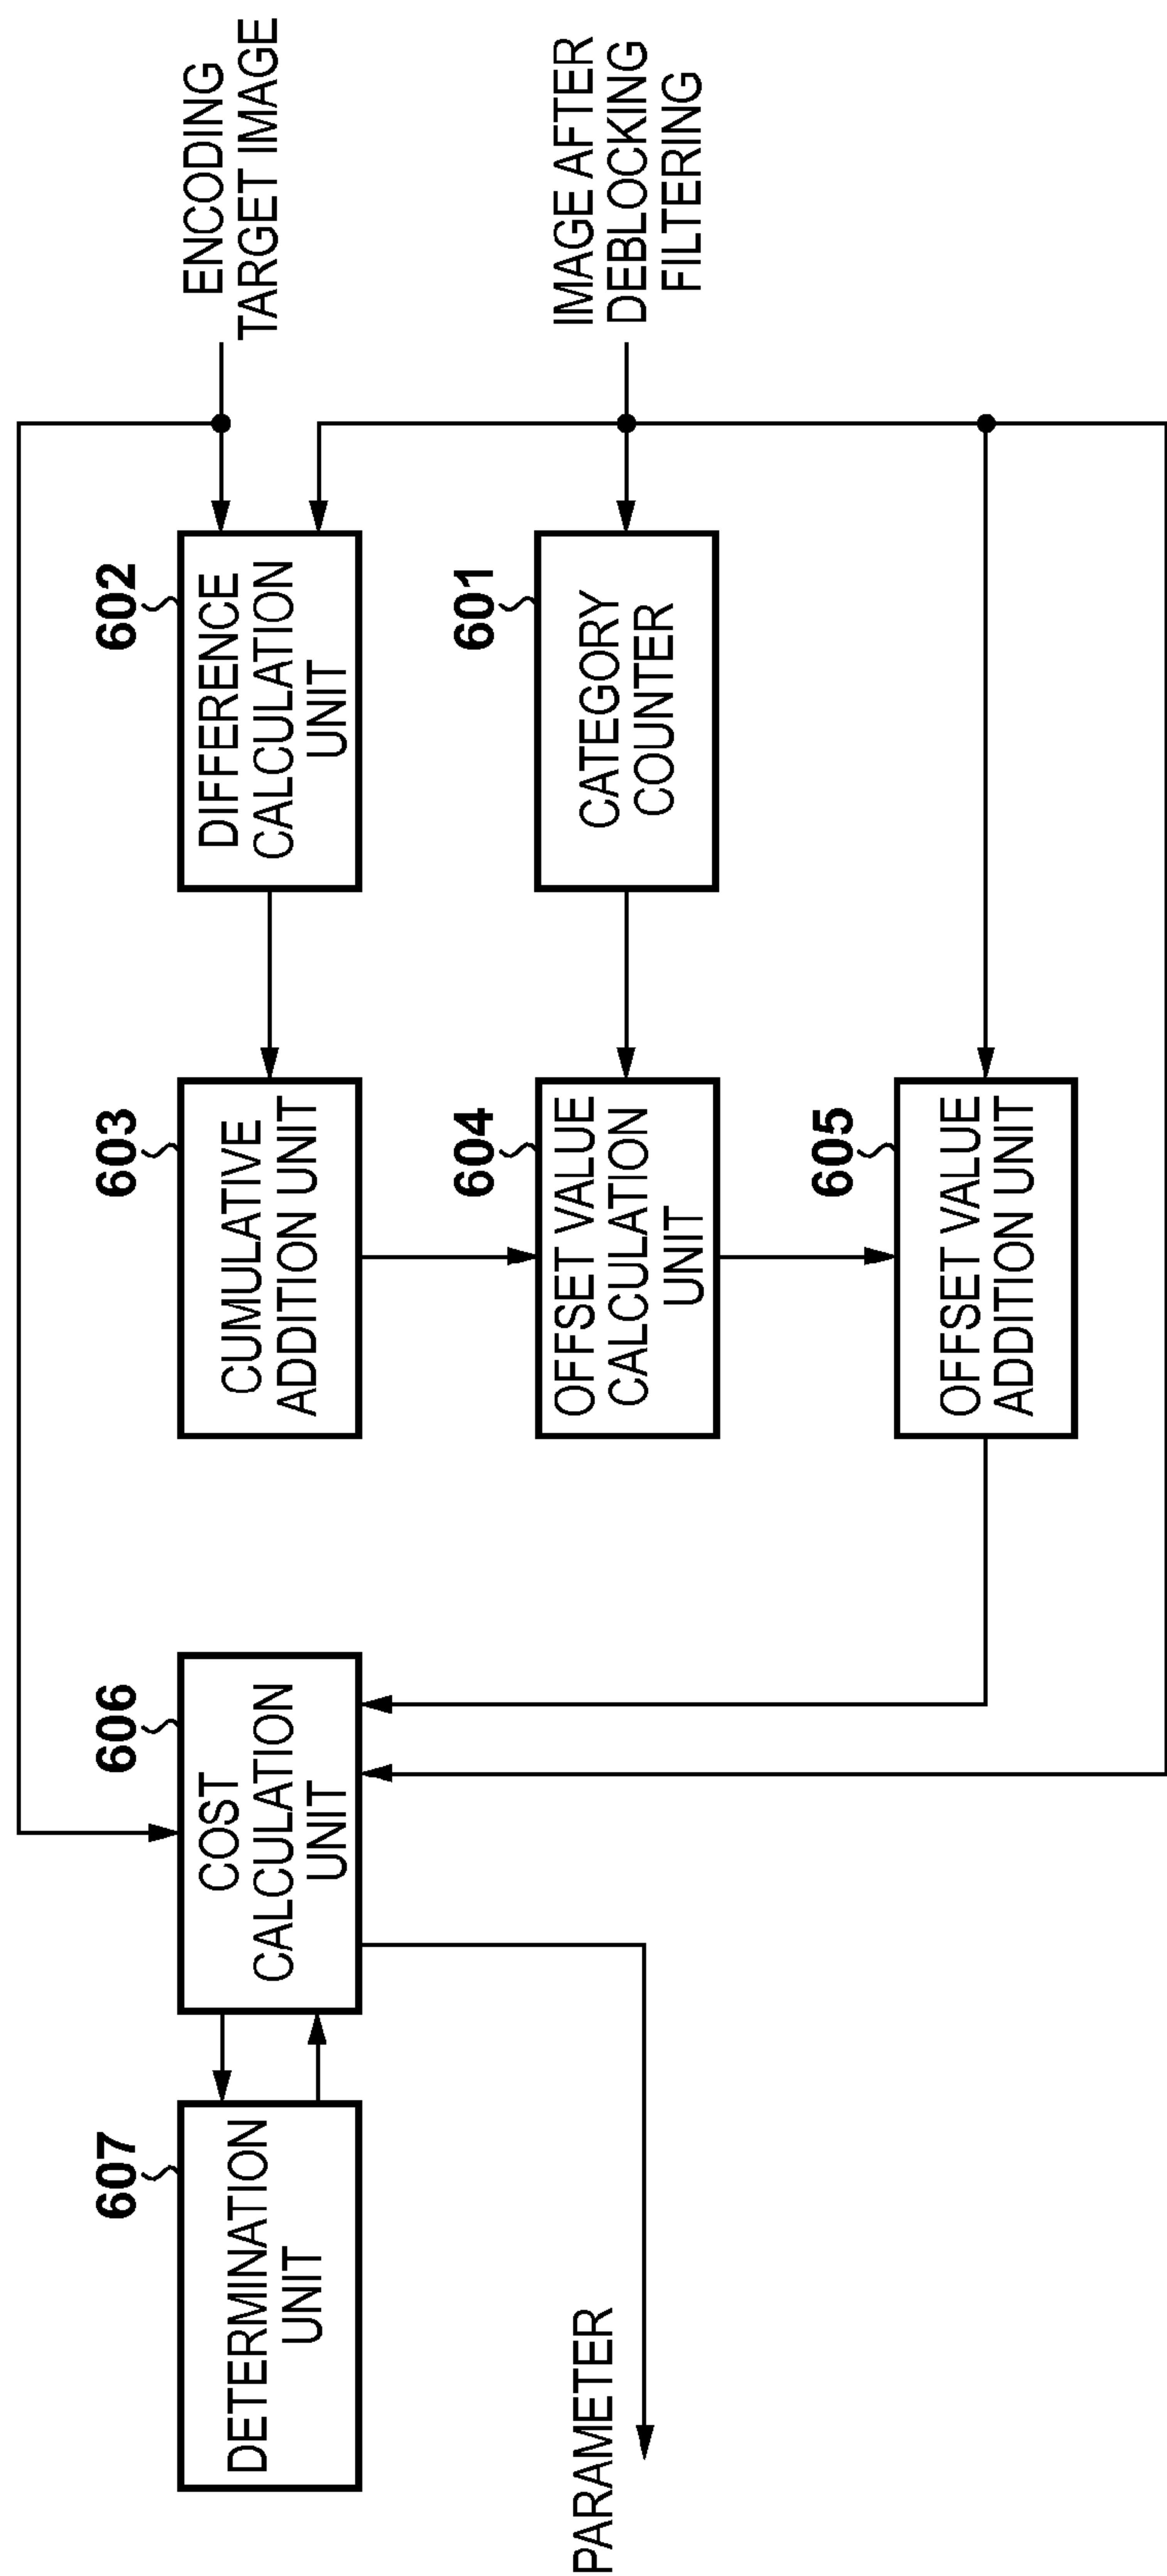 ENCODING
TARGET IMAGE
IMAGE AFTER
DEBLOCKING
FILTERING
602
DIFFERENCE
CALCULATION
UNIT
601
CATEGORY
COUNTER
603
CUMULATIVE
ADDITION UNIT
604
OFFSET VALUE
CALCULATION
UNIT
605
OFFSET VALUE
ADDITION UNIT
606
COST
CALCULATION
UNIT
607
DETERMINATION
UNIT
PARAMETER